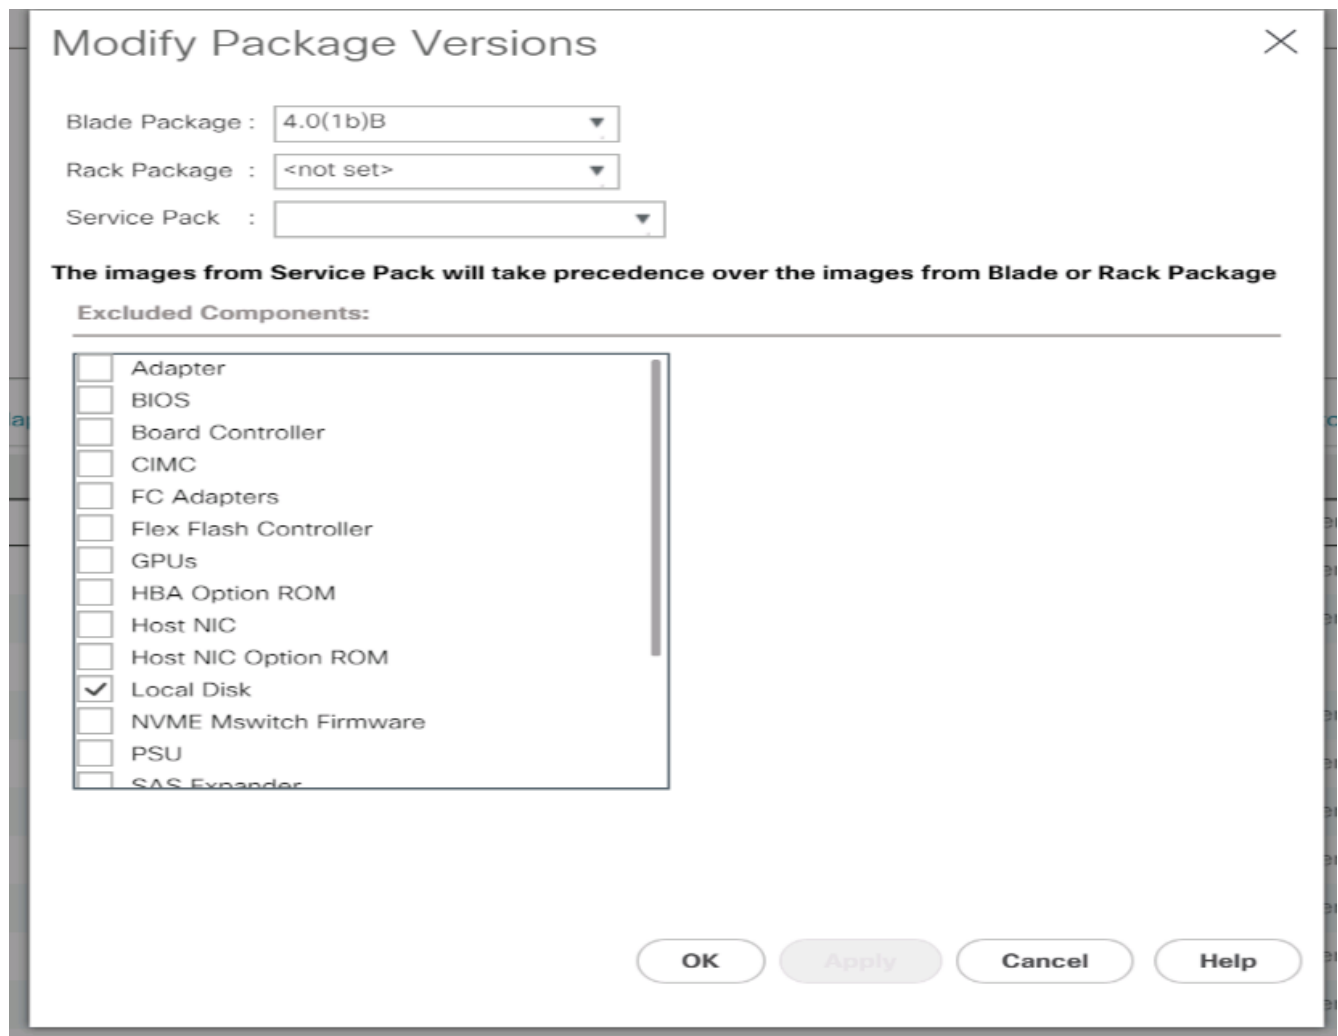 Modify Package Versions
Blade Package : 4.0(1b)B
Rack Package : <not set>
Service Pack :
The images from Service Pack will take precedence over the images from Blade or Rack Package
Excluded Components:
Adapter
BIOS
Board Controller
CIMC
FC Adapters
Flex Flash Controller
GPUs
HBA Option ROM
Host NIC
Host NIC Option ROM
Local Disk
NVME Mswitch Firmware
PSU
SAS Expander
OK Apply Cancel Help